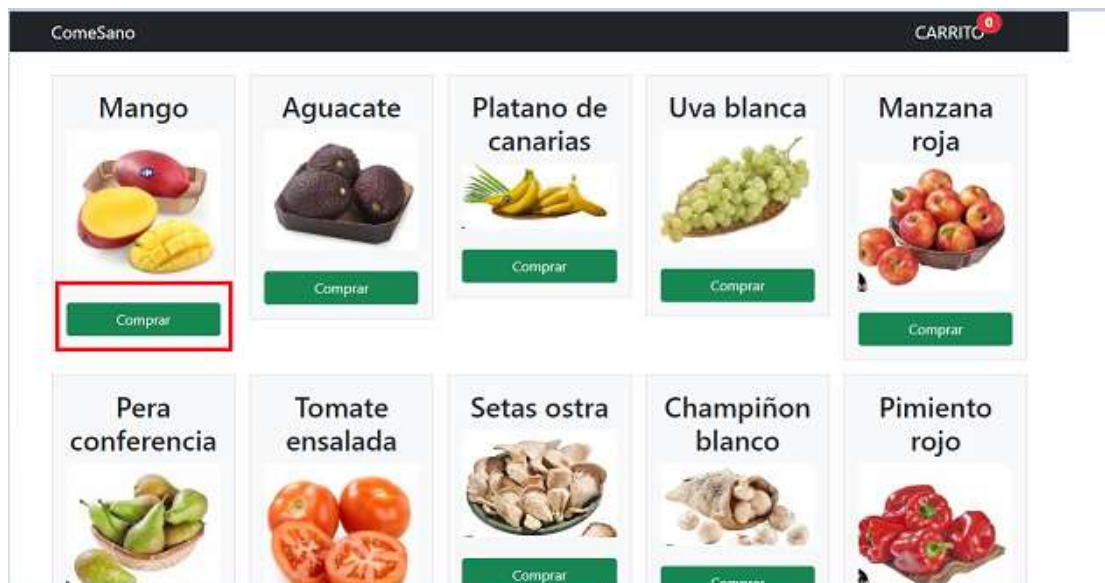 ComeSano
CARRITO
0
Mango
Aguacate
Platano de
canarias
Uva blanca
Manzana
roja
Comprar
Comprar
Comprar
Comprar
Comprar
Pera
conferencia
Tomate
ensalada
Setas ostra
Champiñon
blanco
Pimiento
rojo
Comprar
Comprar